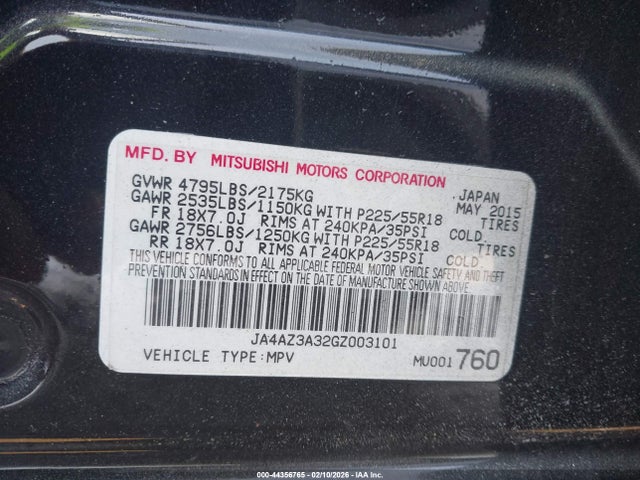 MFD. BY MITSUBISHI MOTORS CORPORATION
GVWR 4795LBS/2175KG JAPAN
GAWR 2535LBS/1150KG WITH P225/55R18 MAY 2015
FR 18X7.0J RIMS AT 240KPA/35PSI COLD TIRES
GAWR 2756LBS/1250KG WITH P225/55R18 TIRES
RR 18X7.0J RIMS AT 240KPA/35PSI COLD
THIS VEHICLE CONFORMS TO ALL APPLICABLE FEDERAL MOTOR VEHICLE SAFETY AND THEFT
PREVENTION STANDARDS IN EFFECT ON THE DATE OF MANUFACTURE SHOWN ABOVE.
JA4AZ3A32GZ003101
VEHICLE TYPE:MPV MU001760
000-44356765 - 02/10/2026 - IAA Inc.